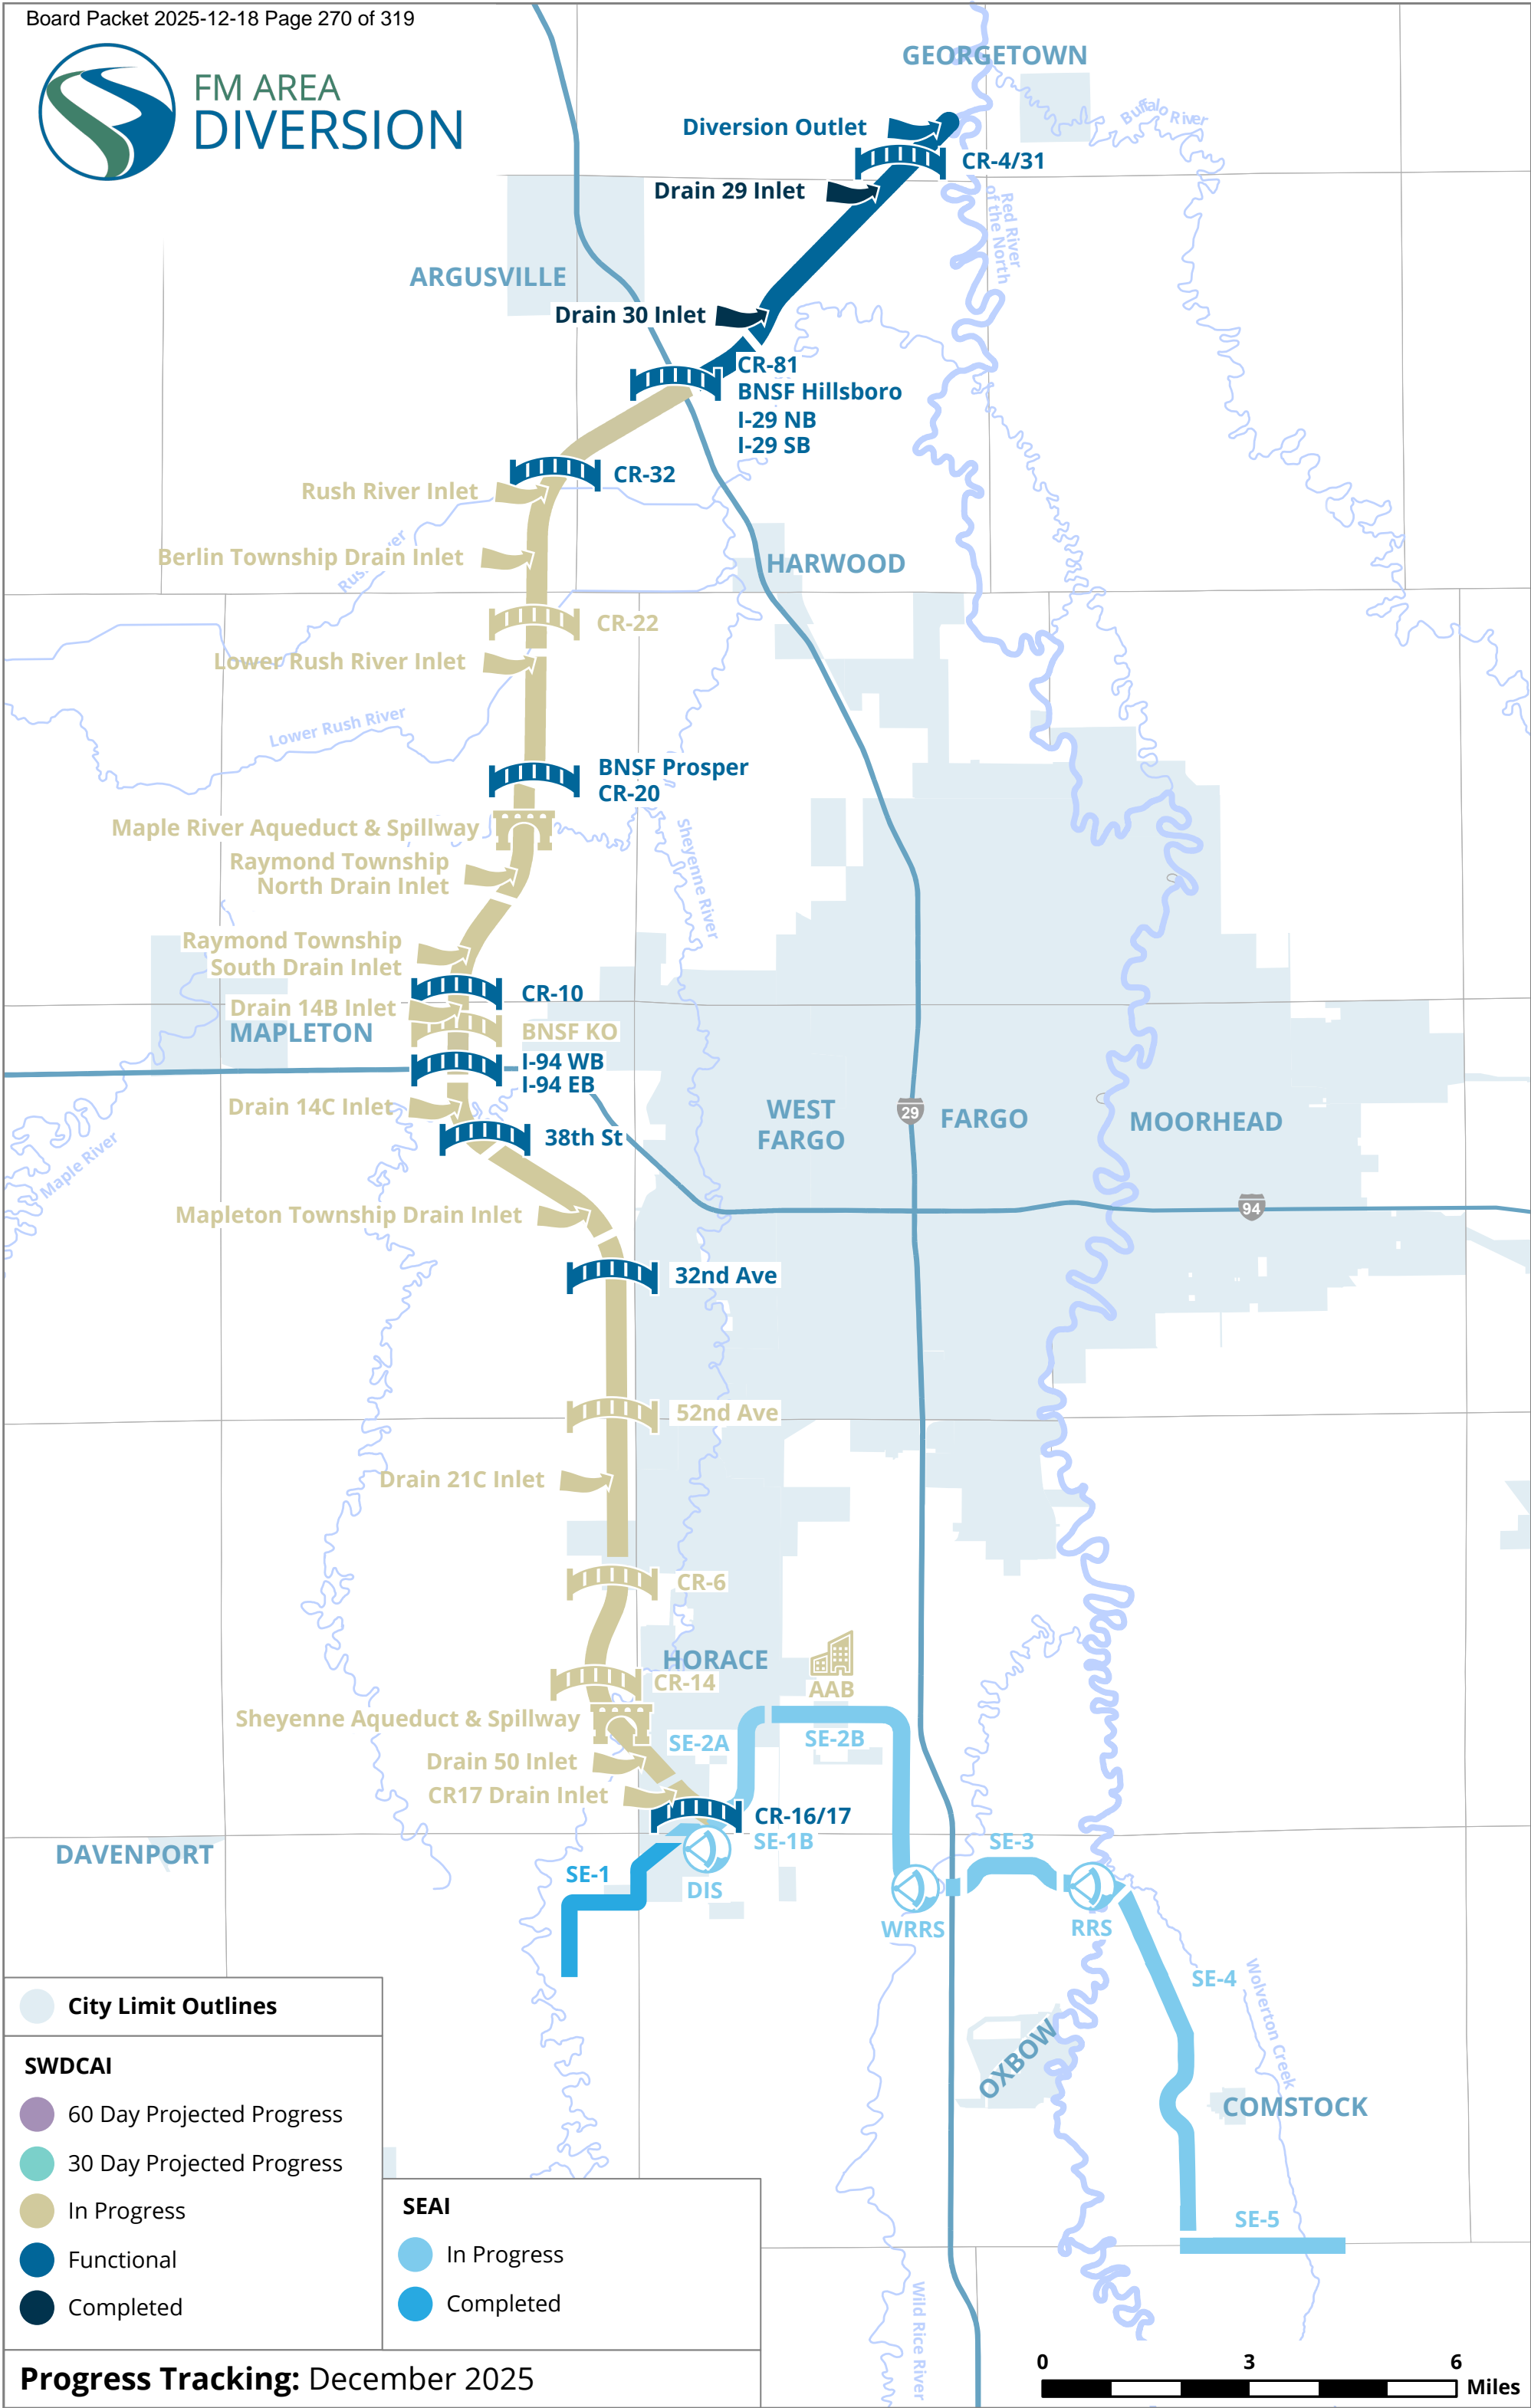 Board Packet 2025-12-18 Page 270 of 319
FM AREA
DIVERSION
GEORGETOWN
Buffalo River
Diversion Outlet
CR-4/31
Drain 29 Inlet
Red River
of the North
ARGUSVILLE
Drain 30 Inlet
CR-81
BNSF Hillsboro
I-29 NB
I-29 SB
CR-32
Rush River Inlet
Berlin Township Drain Inlet
HARWOOD
CR-22
Lower Rush River Inlet
Lower Rush River
BNSF Prosper
CR-20
Maple River Aqueduct & Spillway
Sheyenne River
Raymond Township
North Drain Inlet
Raymond Township
South Drain Inlet
CR-10
Drain 14B Inlet
MAPLETON
BNSF KO
I-94 WB
I-94 EB
Drain 14C Inlet
WEST
FARGO
29
FARGO
MOORHEAD
38th St
Maple River
Mapleton Township Drain Inlet
94
32nd Ave
52nd Ave
Drain 21C Inlet
CR-6
HORACE
CR-14
AAB
Sheyenne Aqueduct & Spillway
SE-2A
SE-2B
Drain 50 Inlet
CR17 Drain Inlet
CR-16/17
SE-1B
SE-3
DAVENPORT
SE-1
DIS
WRRS
RRS
SE-4
Wolverton Creek
OXBOW
COMSTOCK
SE-5
Wild Rice River
City Limit Outlines
SWDCAI
60 Day Projected Progress
30 Day Projected Progress
In Progress
Functional
Completed
SEAI
In Progress
Completed
Progress Tracking: December 2025
0 3 6
Miles